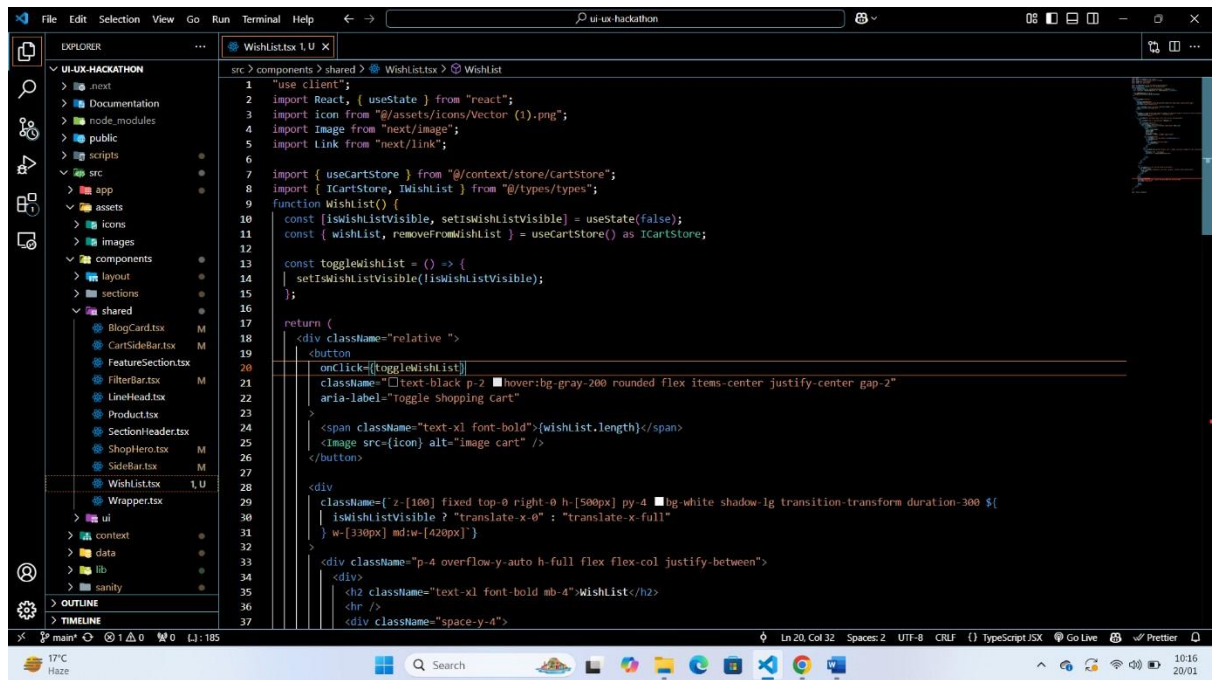 File Edit Selection View Go Run Terminal Help ui-ux-hackathon
EXPLORER
UI-UX-HACKATHON
.next
Documentation
node_modules
public
scripts
src
app
assets
icons
images
components
layout
sections
shared
BlogCard.tsx M
CartSideBar.tsx M
FeatureSection.tsx
FilterBar.tsx M
LineHead.tsx
Product.tsx
SectionHeader.tsx
ShopHero.tsx M
SideBar.tsx M
WishList.tsx 1, U
Wrapper.tsx
ui
context
data
lib
sanity
OUTLINE
TIMELINE
WishList.tsx 1, U
src > components > shared > WishList.tsx > WishList
1 "use client";
2 import React, { useState } from "react";
3 import icon from "@/assets/icons/Vector (1).png";
4 import Image from "next/image";
5 import Link from "next/link";
6
7 import { useCartStore } from "@/context/store/CartStore";
8 import { ICartStore, IWishList } from "@/types/types";
9 function WishList() {
10 const [isWishListVisible, setIsWishListVisible] = useState(false);
11 const { wishList, removeFromWishList } = useCartStore() as ICartStore;
12
13 const toggleWishList = () => {
14 setIsWishListVisible(!isWishListVisible);
15 };
16
17 return (
18 <div className="relative ">
19 <button
20 onClick={toggleWishList}
21 className="text-black p-2 hover:bg-gray-200 rounded flex items-center justify-center gap-2"
22 aria-label="Toggle Shopping Cart"
23 >
24 <span className="text-xl font-bold">{wishList.length}</span>
25 <Image src={icon} alt="image cart" />
26 </button>
27
28 <div
29 className={`z-[100] fixed top-0 right-0 h-[500px] py-4 bg-white shadow-lg transition-transform duration-300 ${
30 isWishListVisible ? "translate-x-0" : "translate-x-full"
31 } w-[330px] md:w-[420px]`}
32 >
33 <div className="p-4 overflow-y-auto h-full flex flex-col justify-between">
34 <div>
35 <h2 className="text-xl font-bold mb-4">WishList</h2>
36 <hr />
37 <div className="space-y-4">
main* 1 0 0 : 185 Ln 20, Col 32 Spaces: 2 UTF-8 CRLF {} TypeScript JSX Go Live Prettier
17°C
Haze
Search
10:16
20/01